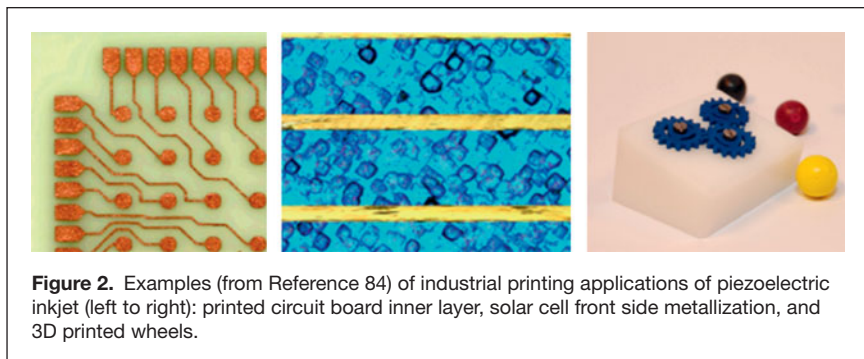 Figure 2. Examples (from Reference 84) of industrial printing applications of piezoelectric
inkjet (left to right): printed circuit board inner layer, solar cell front side metallization, and
3D printed wheels.